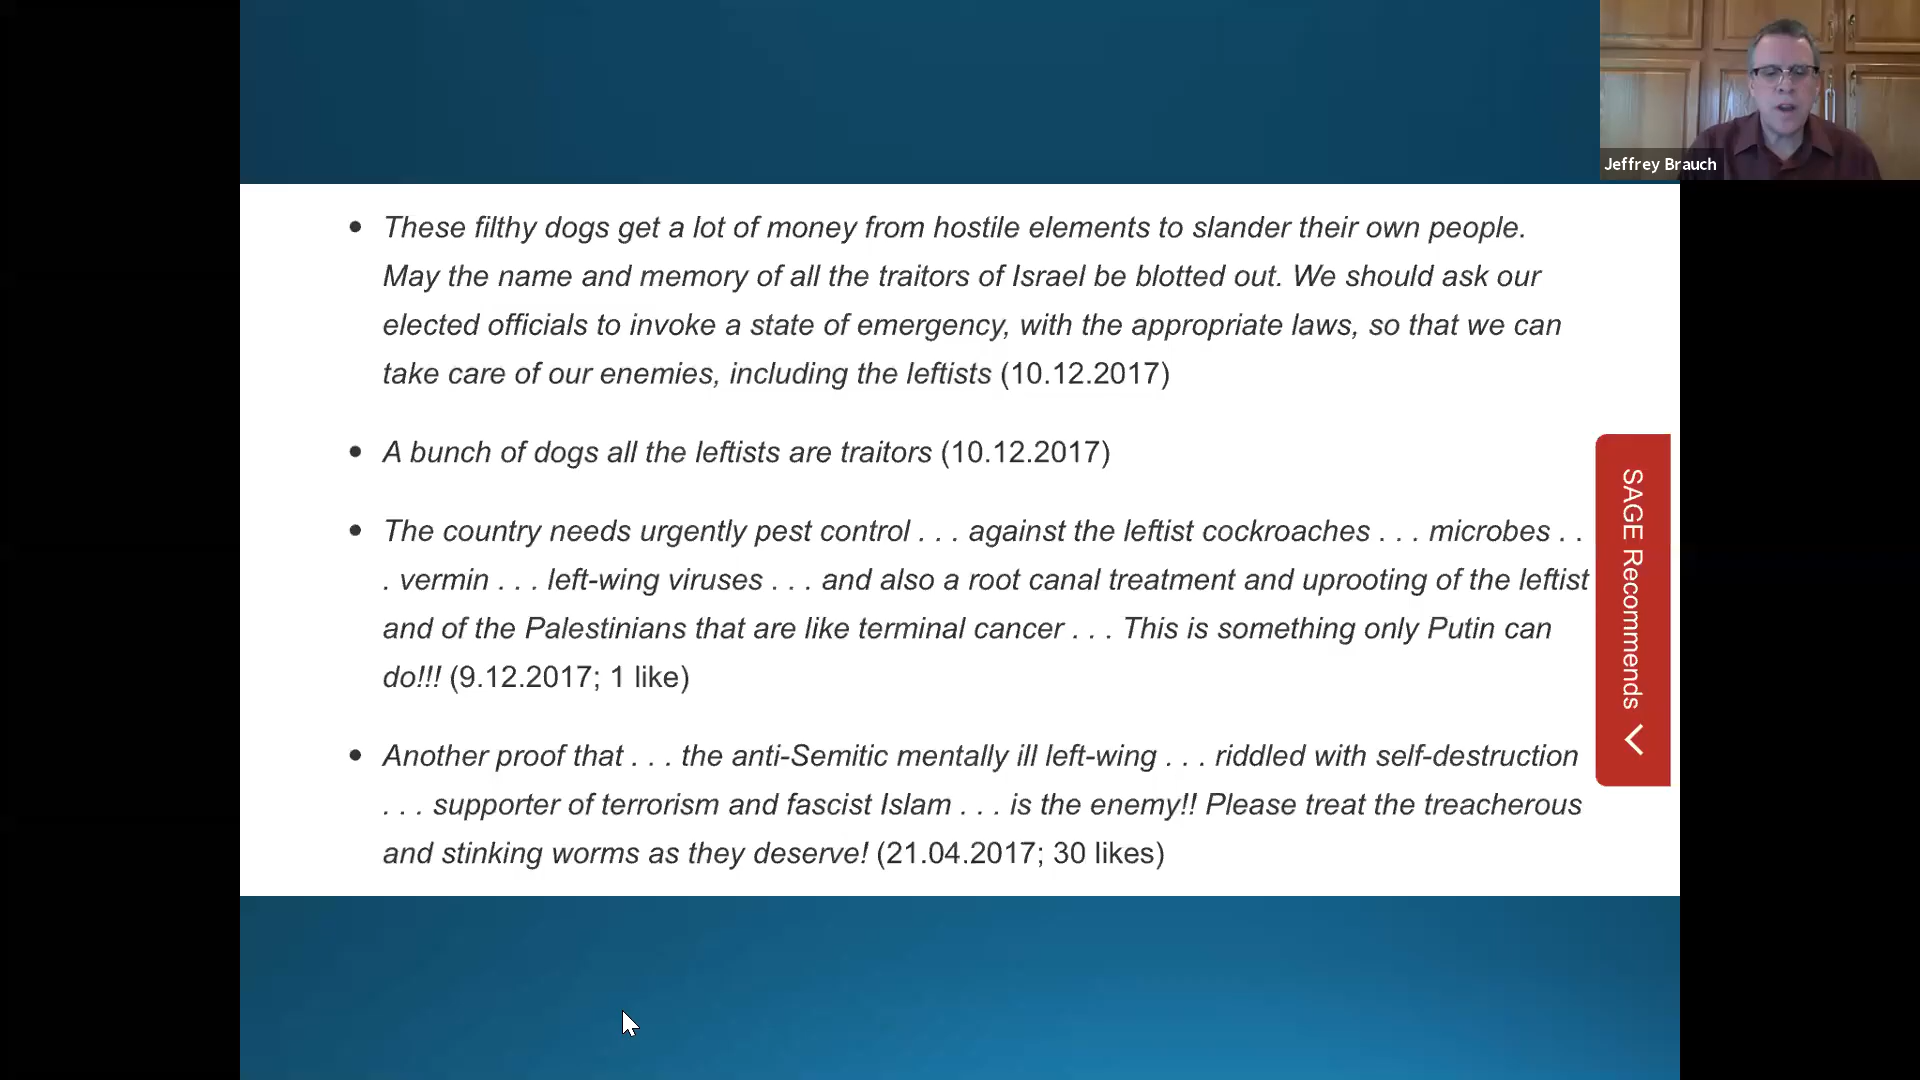 Jeffrey Brauch
• These filthy dogs get a lot of money from hostile elements to slander their own people.
May the name and memory of all the traitors of Israel be blotted out. We should ask our
elected officials to invoke a state of emergency, with the appropriate laws, so that we can
take care of our enemies, including the leftists (10.12.2017)
• A bunch of dogs all the leftists are traitors (10.12.2017)
• The country needs urgently pest control . . . against the leftist cockroaches . . . microbes . .
. vermin . . . left-wing viruses . . . and also a root canal treatment and uprooting of the leftist
and of the Palestinians that are like terminal cancer . . . This is something only Putin can
do!!! (9.12.2017; 1 like)
• Another proof that . . . the anti-Semitic mentally ill left-wing . . . riddled with self-destruction
. . . supporter of terrorism and fascist Islam . . . is the enemy!! Please treat the treacherous
and stinking worms as they deserve! (21.04.2017; 30 likes)
SAGE Recommends